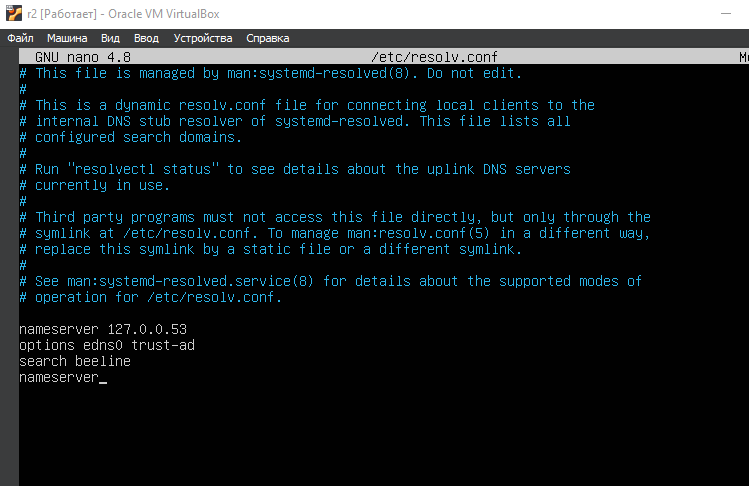 r2 [Работает] - Oracle VM VirtualBox
Файл Машина Вид Ввод Устройства Справка
GNU nano 4.8 /etc/resolv.conf
# This file is managed by man:systemd-resolved(8). Do not edit.
#
# This is a dynamic resolv.conf file for connecting local clients to the
# internal DNS stub resolver of systemd-resolved. This file lists all
# configured search domains.
#
# Run "resolvectl status" to see details about the uplink DNS servers
# currently in use.
#
# Third party programs must not access this file directly, but only through the
# symlink at /etc/resolv.conf. To manage man:resolv.conf(5) in a different way,
# replace this symlink by a static file or a different symlink.
#
# See man:systemd-resolved.service(8) for details about the supported modes of
# operation for /etc/resolv.conf.
nameserver 127.0.0.53
options edns0 trust-ad
search beeline
nameserver_